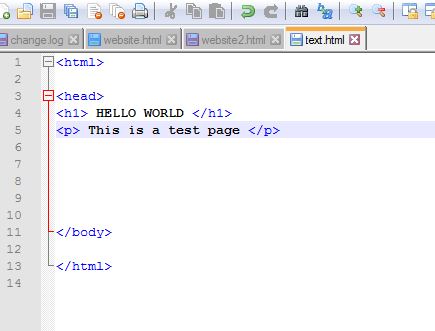 change.log website.html website2.html text.html
1 <html>
2
3 <head>
4 <h1> HELLO WORLD </h1>
5 <p> This is a test page </p>
6
7
8
9
10
11 </body>
12
13 </html>
14